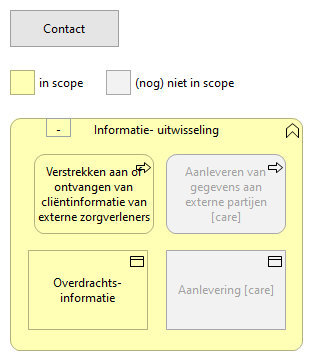 Contact
in scope
(nog) niet in scope
-
Informatie- uitwisseling
Verstrekken aan of
ontvangen van
cliëntinformatie van
externe zorgverleners
Aanleveren van
gegevens aan
externe partijen
[care]
Overdrachts-
informatie
Aanlevering [care]